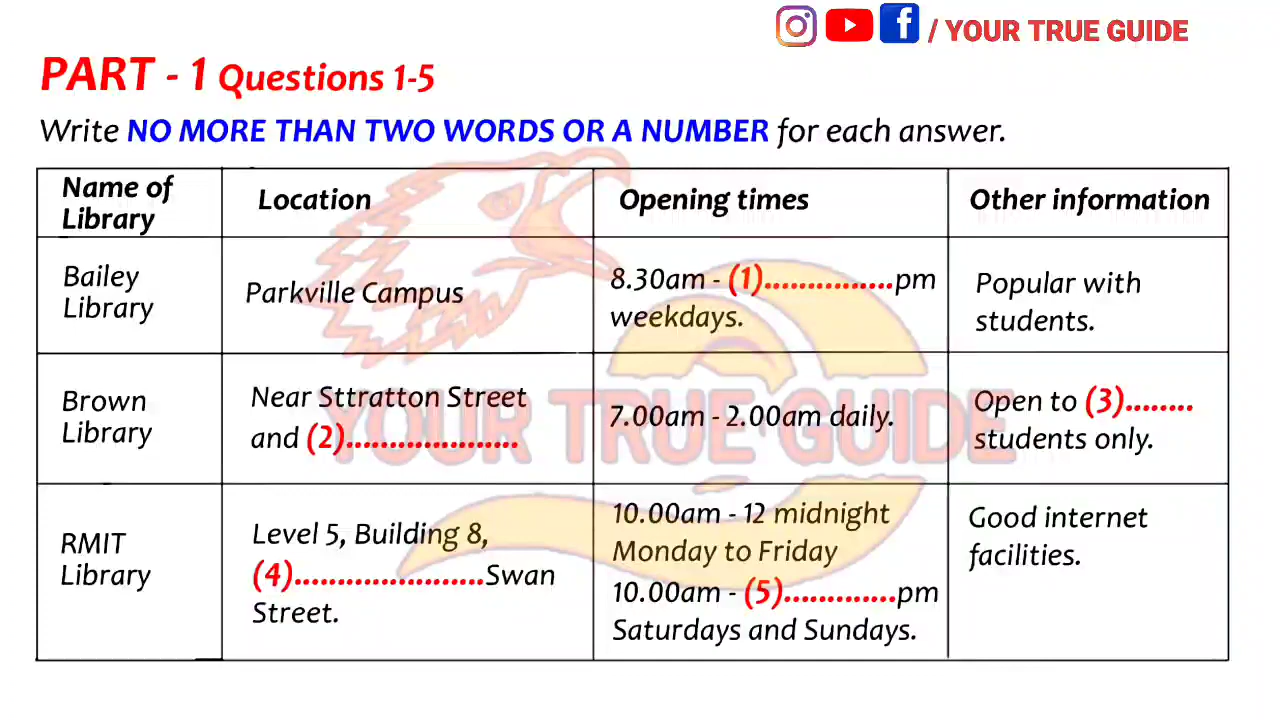 / YOUR TRUE GUIDE
PART - 1 Questions 1-5
Write NO MORE THAN TWO WORDS OR A NUMBER for each answer.
Name of
Library
Location
Opening times
Other information
Bailey
Library
Parkville Campus
8.30am - (1)...............pm
weekdays.
Popular with
students.
Brown
Library
Near Sttratton Street
and (2)....................
7.00am - 2.00am daily.
Open to (3)........
students only.
RMIT
Library
Level 5, Building 8,
(4)......................Swan
Street.
10.00am - 12 midnight
Monday to Friday
10.00am - (5).............pm
Saturdays and Sundays.
Good internet
facilities.
YOUR TRUE GUIDE